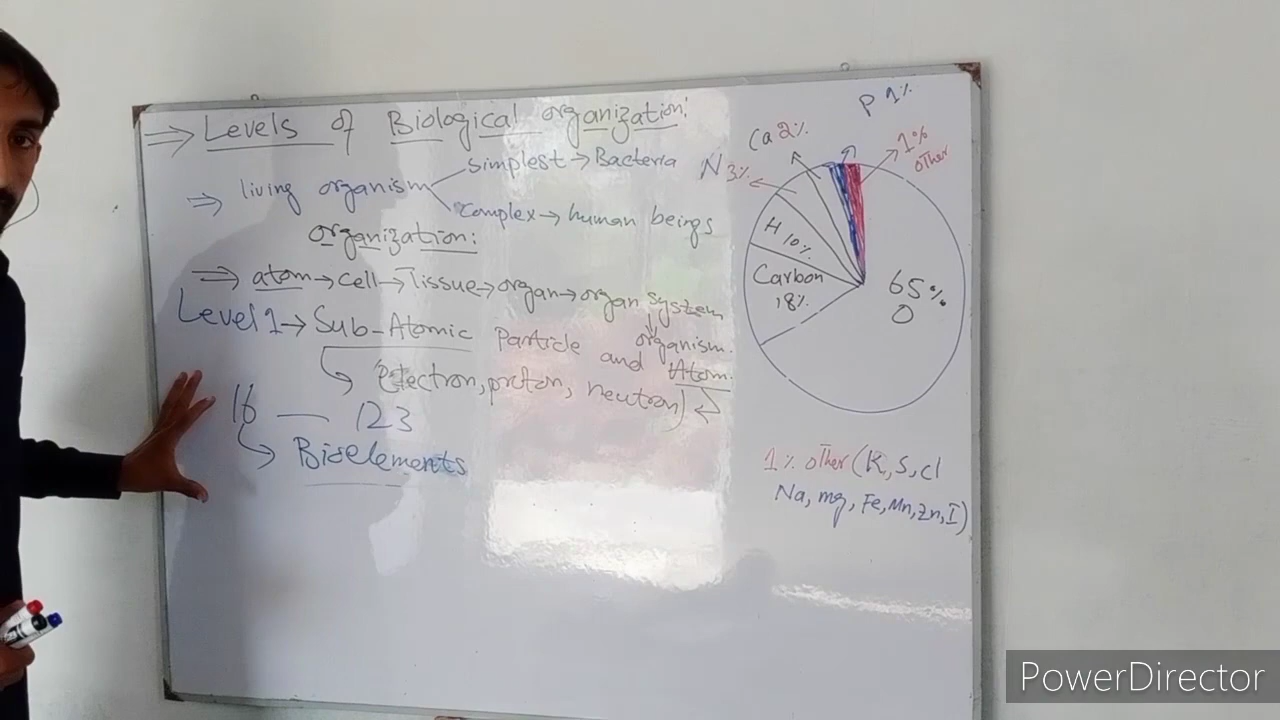 ⇒ Levels of Biological organization:
⇒ living organism
simplest → Bacteria
complex → human beings
organization:
⇒ atom → cell → Tissue → organ → organ system
↓
organism.
Level 1 → Sub-Atomic Particle and Atom.
(Electron, proton, neutron)
16 — 123
Bioelements
P 1%
Ca 2%
N 3%
1% other
H 10%
Carbon 18%
65% O
1% other (K, S, Cl
Na, mg, Fe, Mn, Zn, I)
PowerDirector